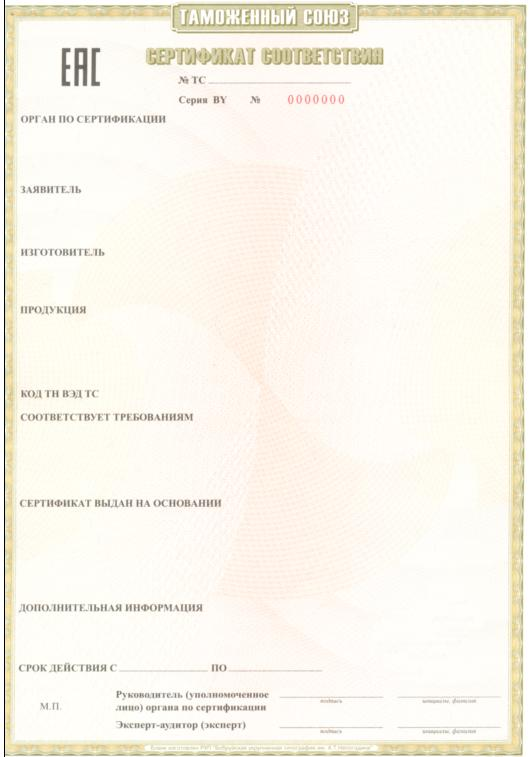 ТАМОЖЕННЫЙ СОЮЗ
EAC
СЕРТИФИКАТ СООТВЕТСТВИЯ
№ ТС
Серия BY № 0000000
ОРГАН ПО СЕРТИФИКАЦИИ
ЗАЯВИТЕЛЬ
ИЗГОТОВИТЕЛЬ
ПРОДУКЦИЯ
КОД ТН ВЭД ТС
СООТВЕТСТВУЕТ ТРЕБОВАНИЯМ
СЕРТИФИКАТ ВЫДАН НА ОСНОВАНИИ
ДОПОЛНИТЕЛЬНАЯ ИНФОРМАЦИЯ
СРОК ДЕЙСТВИЯ С ПО
М.П.
Руководитель (уполномоченное
лицо) органа по сертификации
подпись инициалы, фамилия
Эксперт-аудитор (эксперт)
подпись инициалы, фамилия
Бланк изготовлен РУП "Бобруйская укрупненная типография им. А.Т.Непогодина"